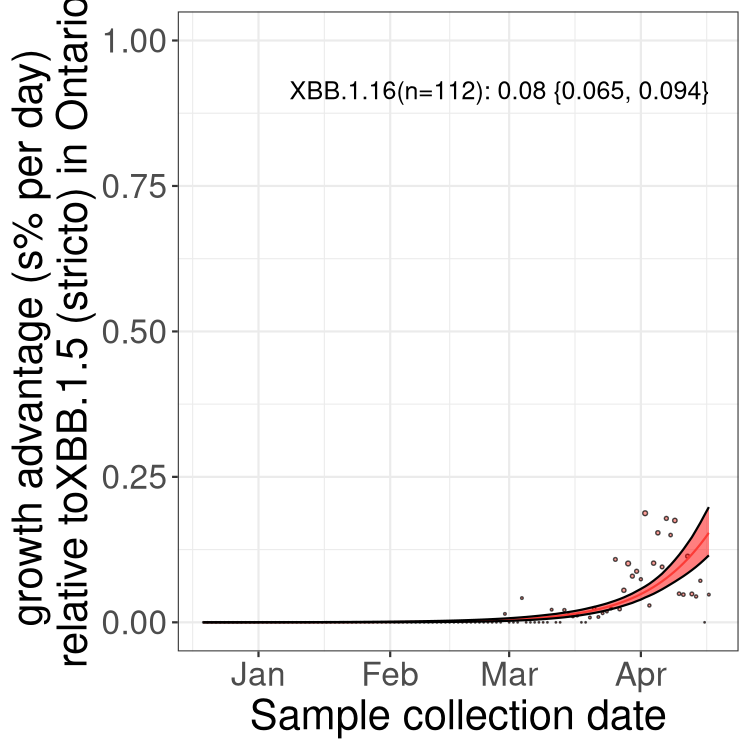 growth advantage (s% per day)
relative toXBB.1.5 (stricto) in Ontario
1.00
0.75
0.50
0.25
0.00
XBB.1.16(n=112): 0.08 {0.065, 0.094}
Jan
Feb
Mar
Apr
Sample collection date